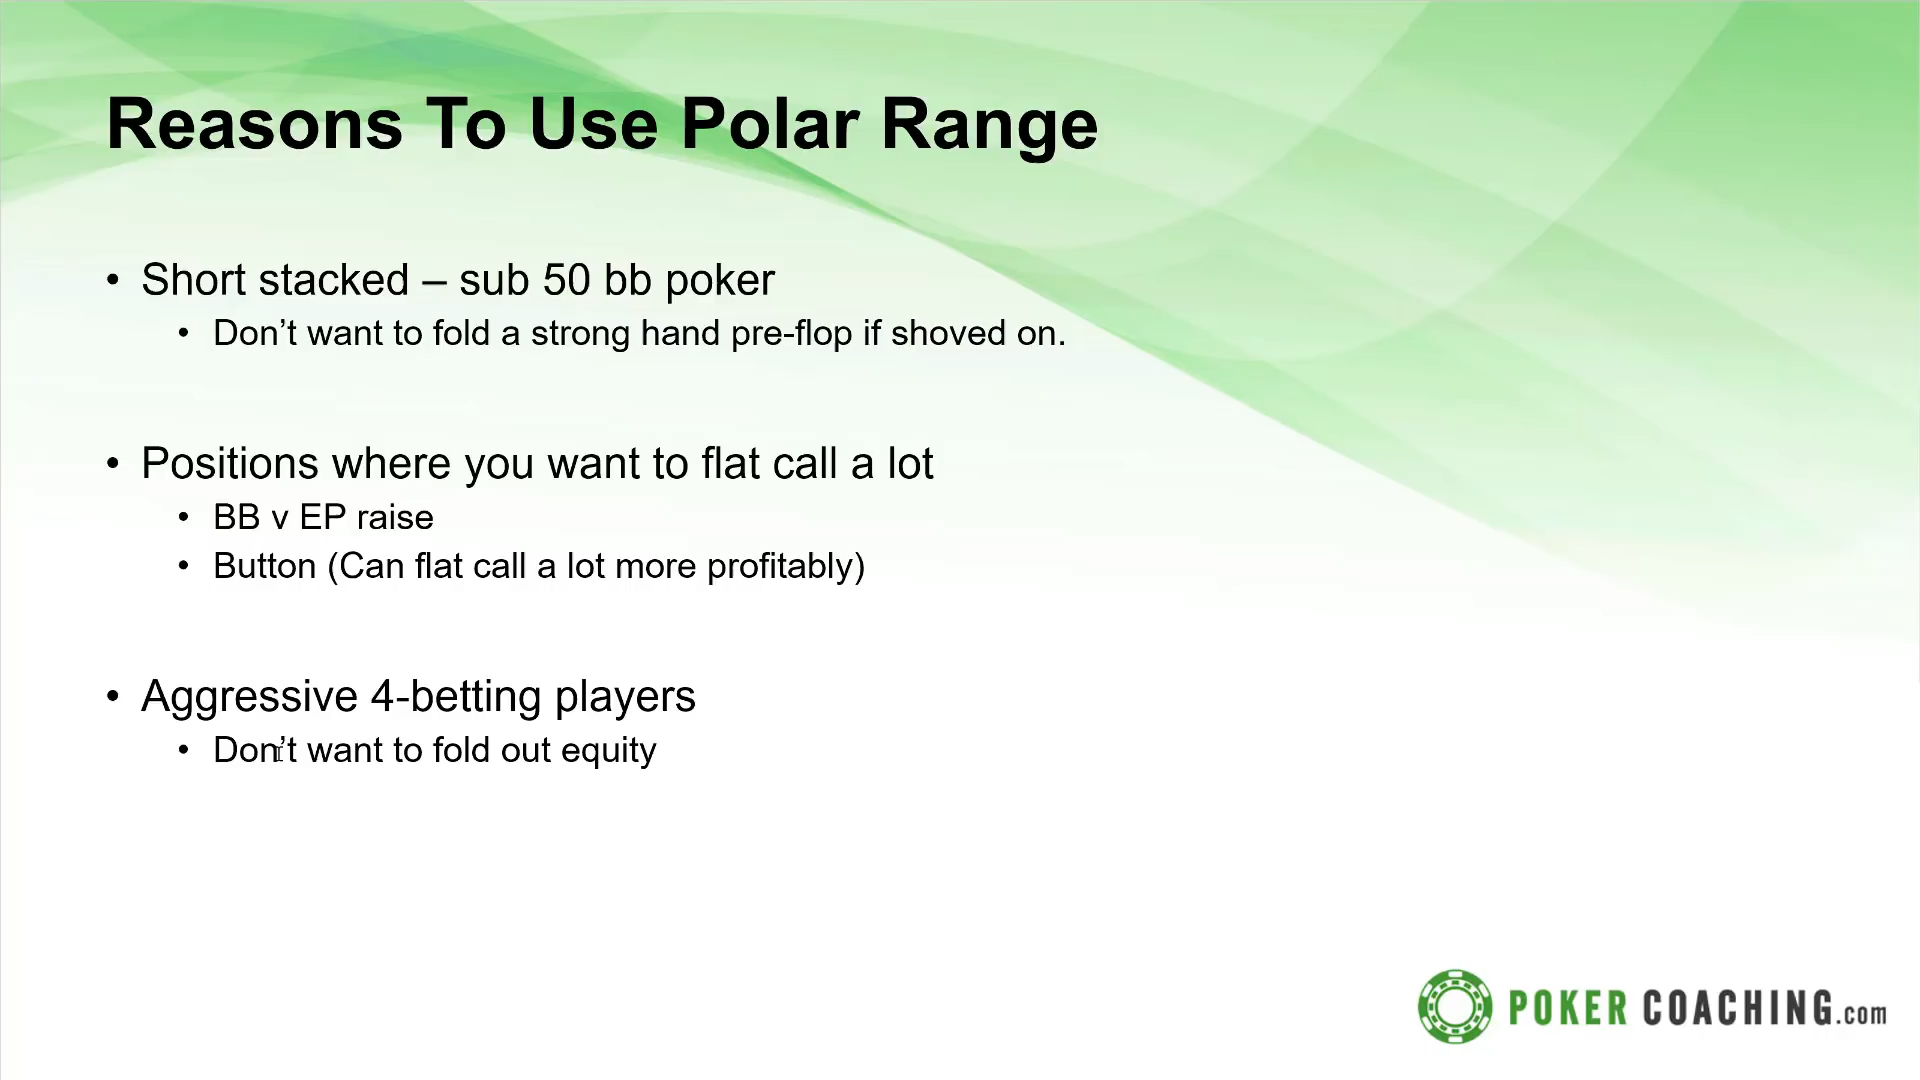 Reasons To Use Polar Range
• Short stacked – sub 50 bb poker
• Don’t want to fold a strong hand pre-flop if shoved on.
• Positions where you want to flat call a lot
• BB v EP raise
• Button (Can flat call a lot more profitably)
• Aggressive 4-betting players
• Don’t want to fold out equity
POKER COACHING.com